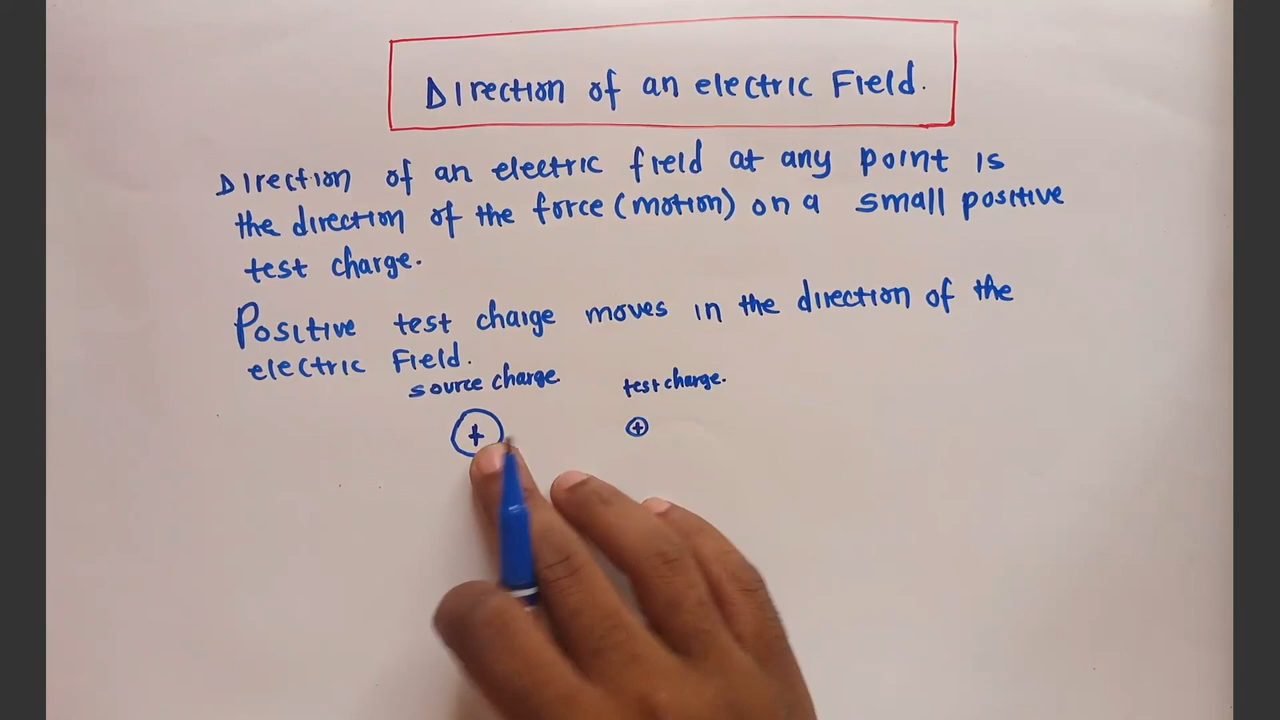 Direction of an electric Field.
Direction of an electric field at any point is
the direction of the force (motion) on a small positive
test charge.
Positive test charge moves in the direction of the
electric Field.
source charge
test charge.
+
+